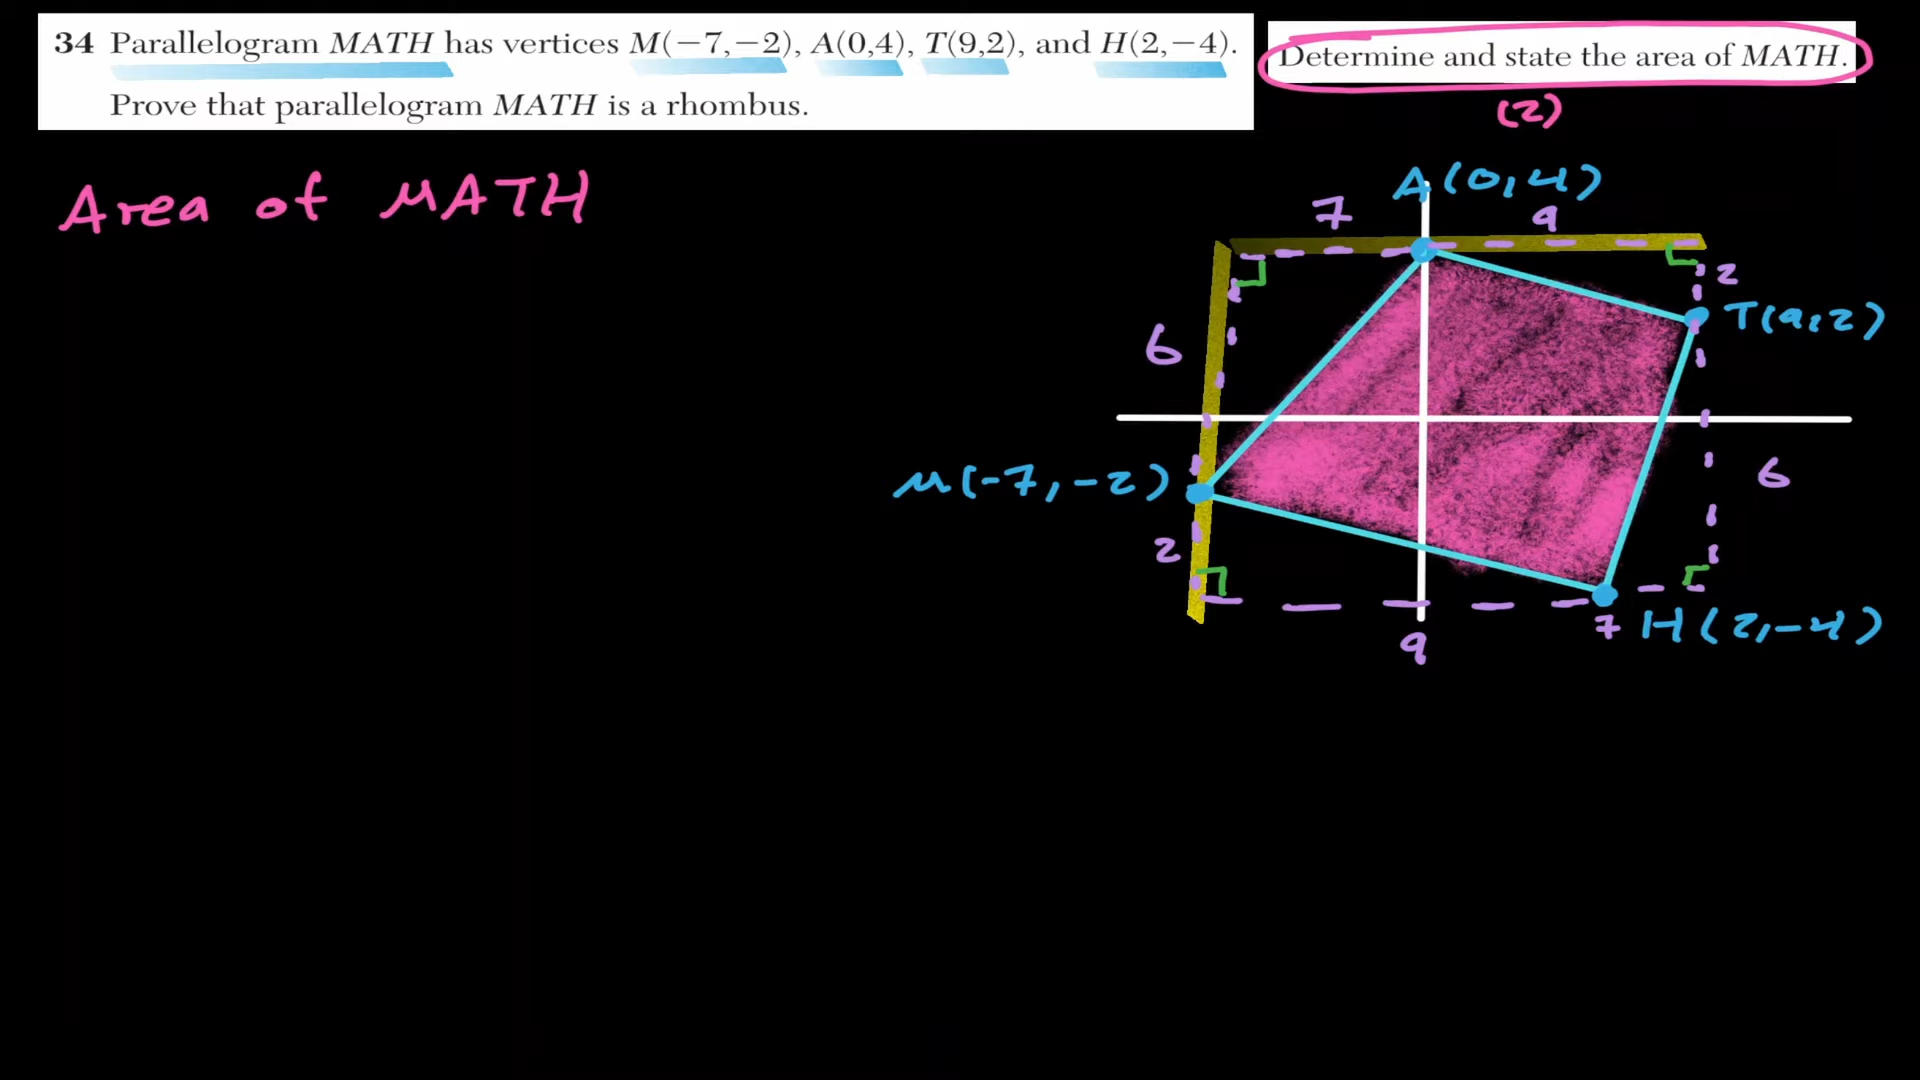 34 Parallelogram MATH has vertices M(−7,−2), A(0,4), T(9,2), and H(2,−4).
Prove that parallelogram MATH is a rhombus.
Determine and state the area of MATH.
(2)
Area of MATH
A(0,4)
7
9
2
T(9,2)
6
M(-7,-2)
6
2
7
H(2,-4)
9